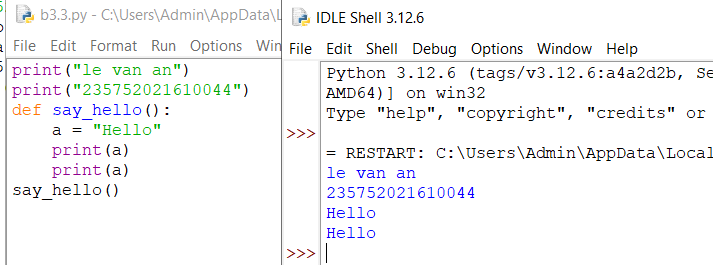 b3.3.py - C:\Users\Admin\AppData\
File Edit Format Run Options
print("le van an")
print("235752021610044")
def say_hello():
    a = "Hello"
    print(a)
    print(a)
say_hello()
IDLE Shell 3.12.6
File Edit Shell Debug Options Window Help
Python 3.12.6 (tags/v3.12.6:a4a2d2b,
AMD64)] on win32
Type "help", "copyright", "credits" or
>>>
= RESTART: C:\Users\Admin\AppData\Local
le van an
235752021610044
Hello
Hello
>>>